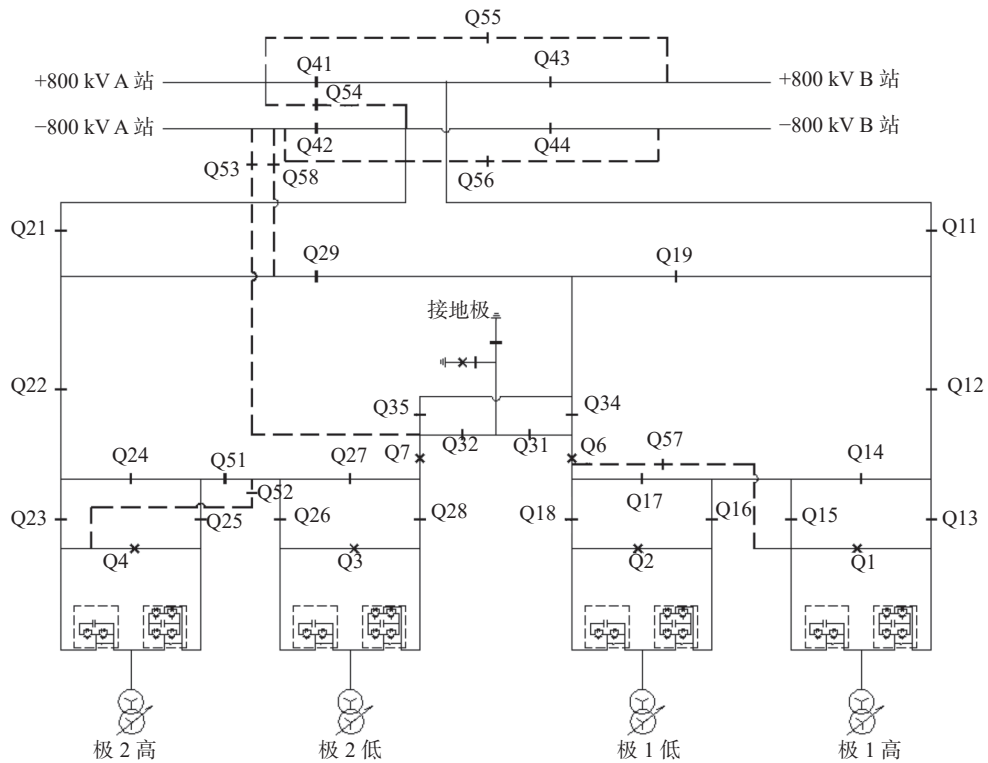 Q55
Q41 Q43
+800 kV A 站 +800 kV B 站
Q54
−800 kV A 站 −800 kV B 站
Q42 Q44
Q53 Q58 Q56
Q21 Q11
Q29 Q19
接地极
Q22 Q12
Q35 Q34
Q32 Q31
Q7 Q6 Q57
Q24 Q51 Q27 Q14
Q52 Q17
Q23 Q25 Q26 Q28 Q18 Q16 Q15 Q13
Q4 Q3 Q2 Q1
极 2 高 极 2 低 极 1 低 极 1 高